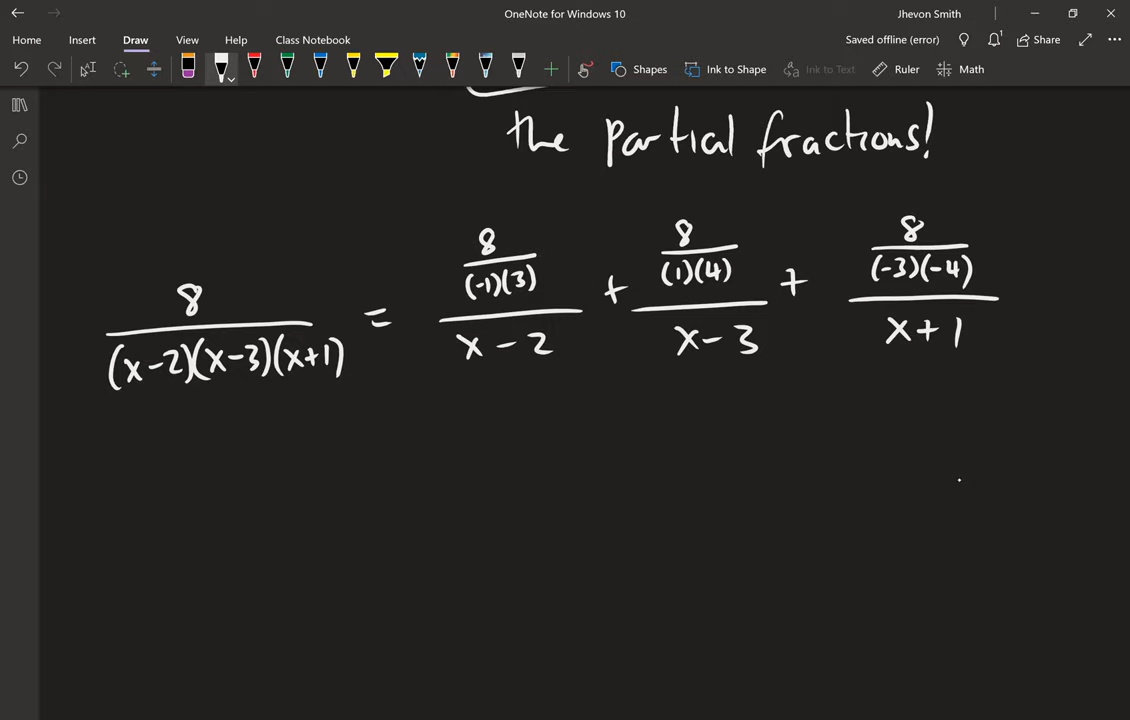 OneNote for Windows 10
Jhevon Smith
Home Insert Draw View Help Class Notebook
Saved offline (error)
1
Share
Shapes Ink to Shape Ink to Text Ruler Math
the partial fractions!
8/((x-2)(x-3)(x+1)) = (8/((-1)(3)))/(x-2) + (8/((1)(4)))/(x-3) + (8/((-3)(-4)))/(x+1)